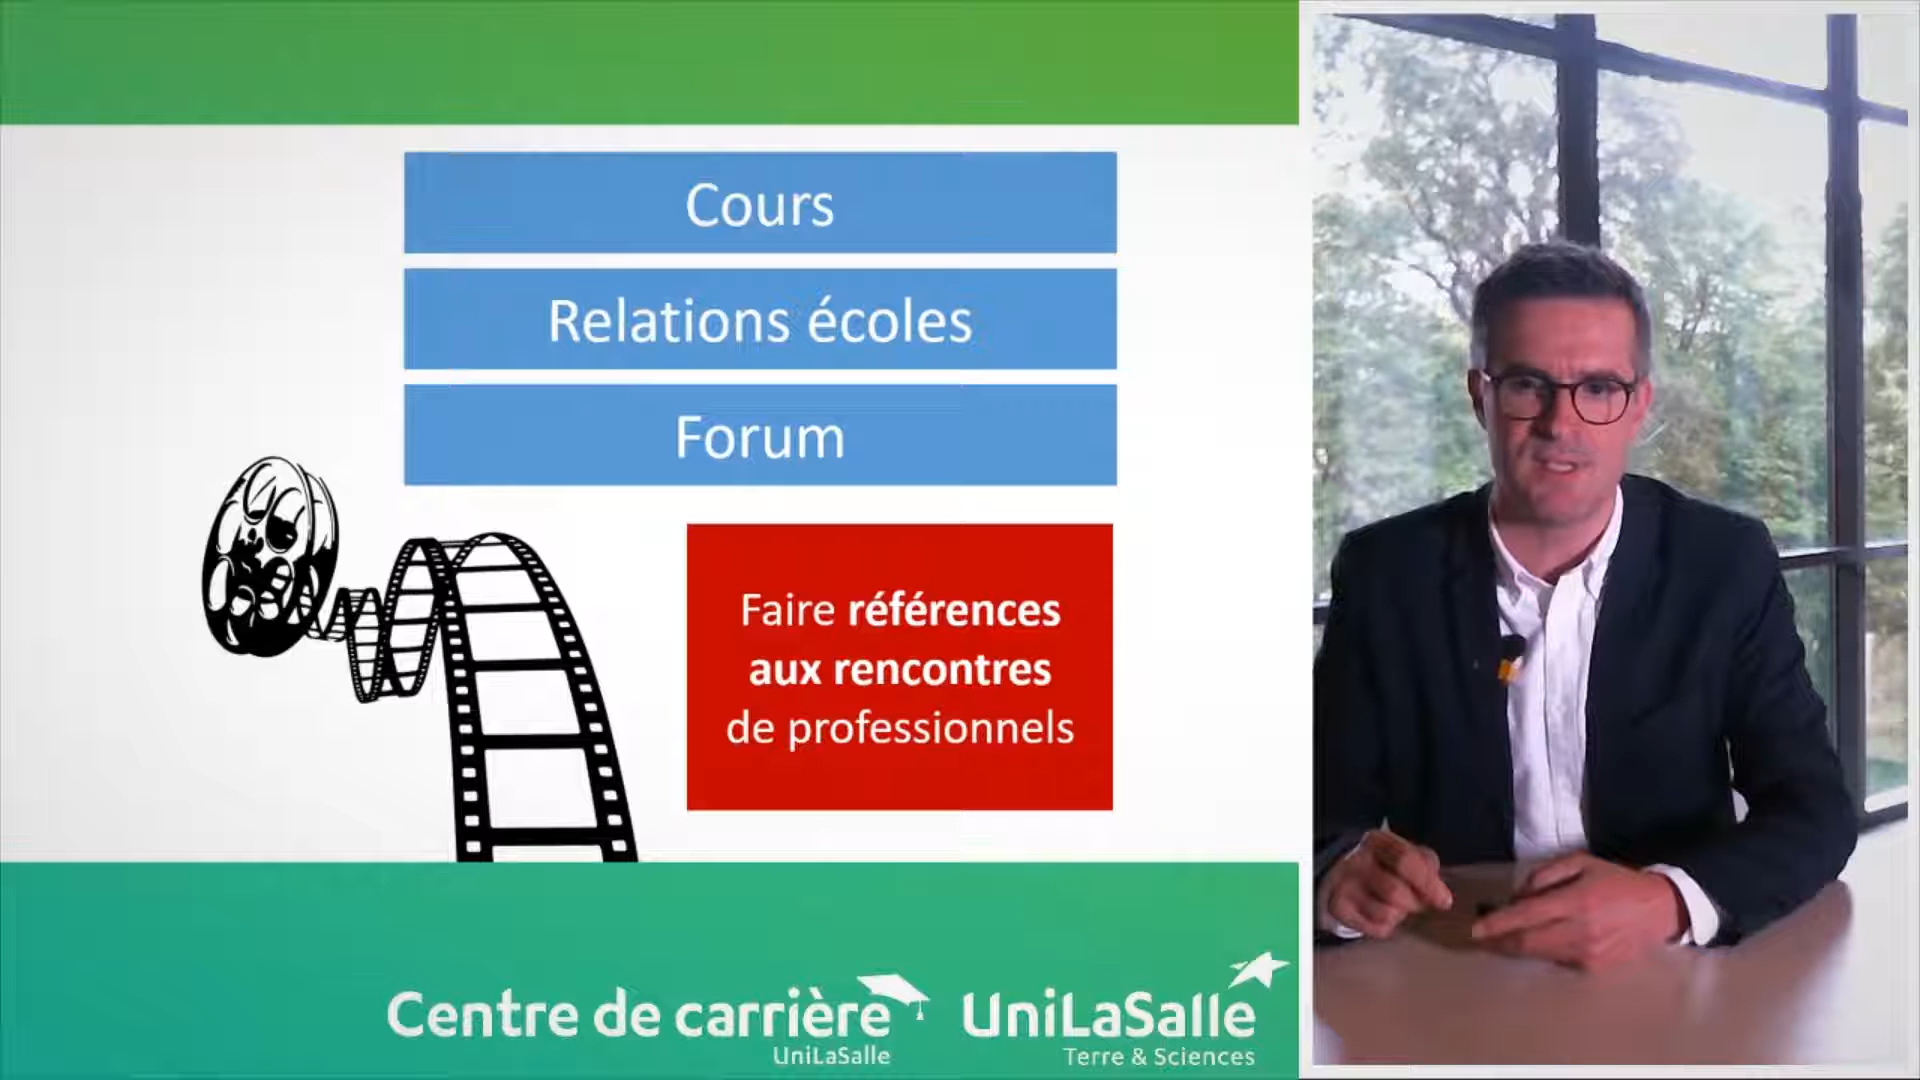 Cours
Relations écoles
Forum
Faire références
aux rencontres
de professionnels
Centre de carrière
UniLaSalle
UniLaSalle
Terre & Sciences